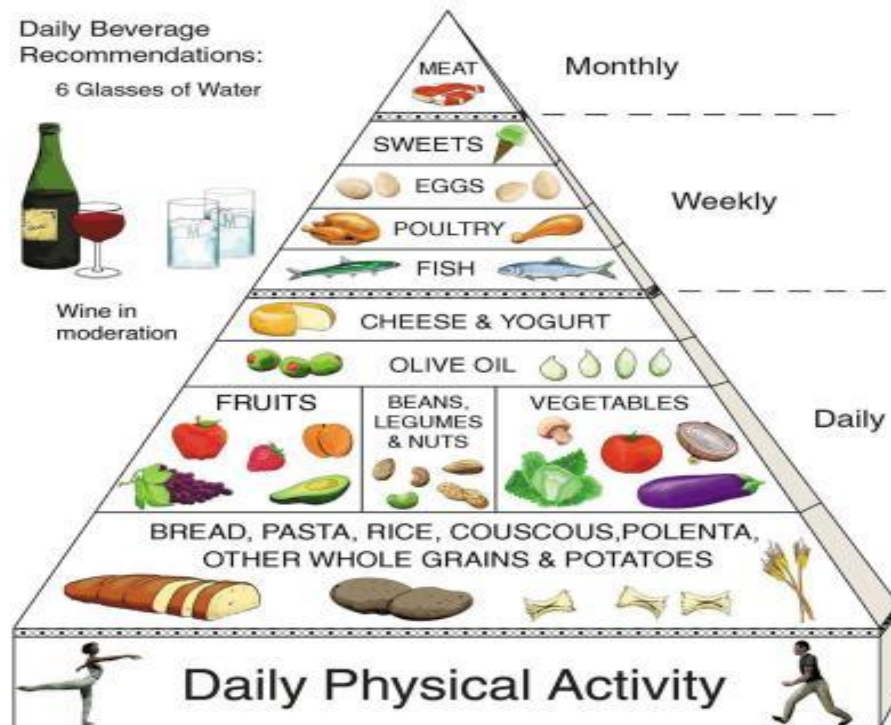 Daily Beverage
Recommendations:
6 Glasses of Water
Wine in
moderation
MEAT
Monthly
SWEETS
EGGS
Weekly
POULTRY
FISH
CHEESE & YOGURT
OLIVE OIL
FRUITS
BEANS,
LEGUMES
& NUTS
VEGETABLES
Daily
BREAD, PASTA, RICE, COUSCOUS,POLENTA,
OTHER WHOLE GRAINS & POTATOES
Daily Physical Activity